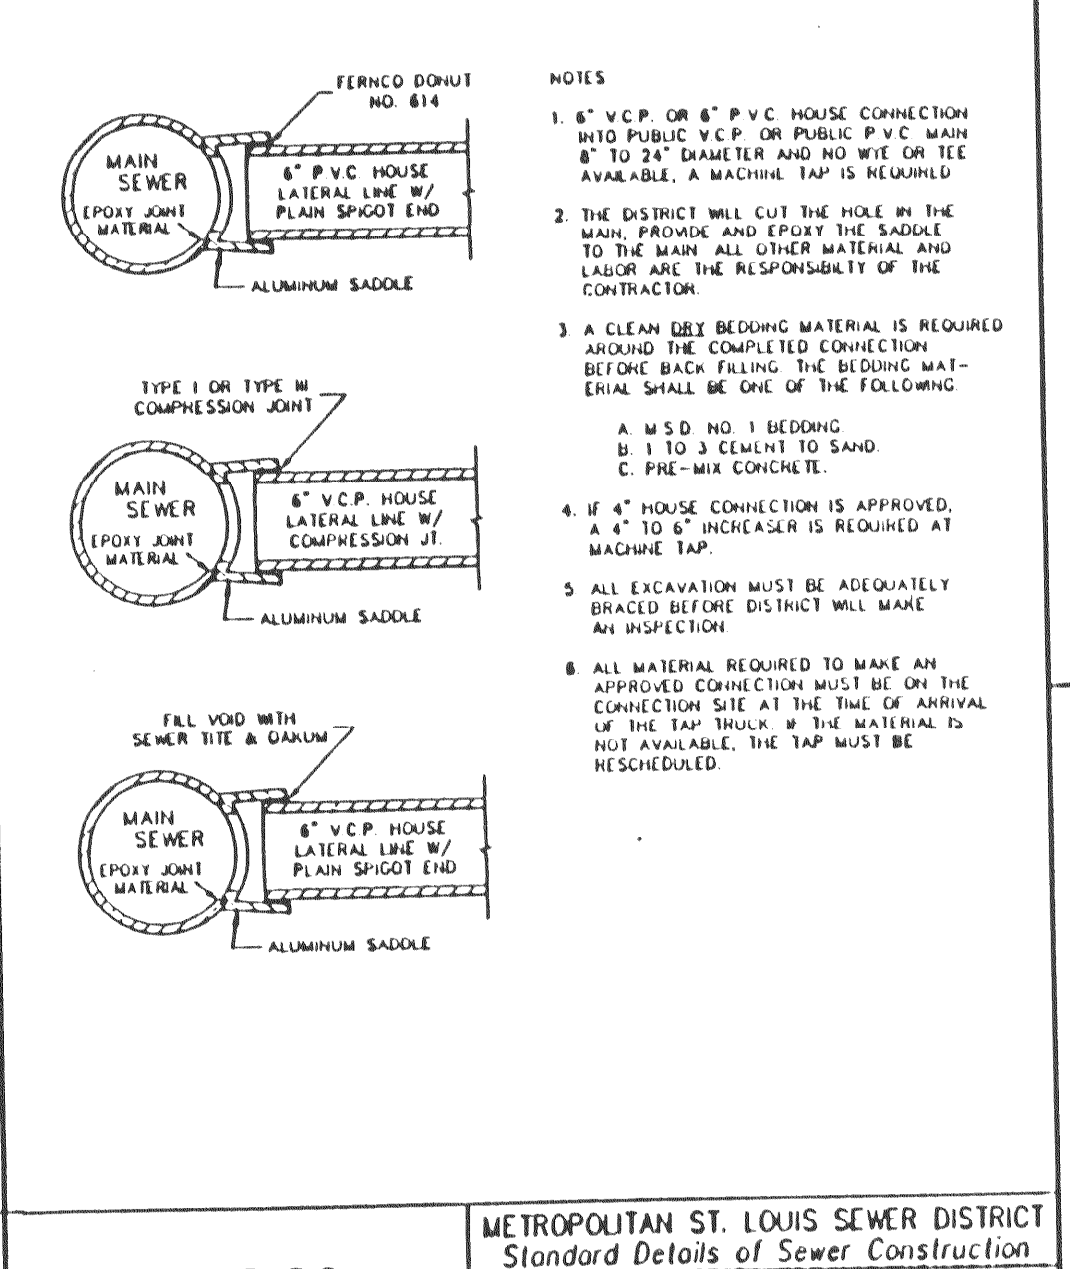 FERNCO DONUT
NO. 614
MAIN
SEWER
EPOXY JOINT
MATERIAL
6" P.V.C. HOUSE
LATERAL LINE W/
PLAIN SPIGOT END
ALUMINUM SADDLE
TYPE I OR TYPE III
COMPRESSION JOINT
MAIN
SEWER
EPOXY JOINT
MATERIAL
6" V.C.P. HOUSE
LATERAL LINE W/
COMPRESSION JT.
ALUMINUM SADDLE
FILL VOID WITH
SEWER TITE & OAKUM
MAIN
SEWER
EPOXY JOINT
MATERIAL
6" V.C.P. HOUSE
LATERAL LINE W/
PLAIN SPIGOT END
ALUMINUM SADDLE
NOTES
1. 6" V.C.P. OR 6" P.V.C. HOUSE CONNECTION
INTO PUBLIC V.C.P. OR PUBLIC P.V.C. MAIN
8" TO 24" DIAMETER AND NO WYE OR TEE
AVAILABLE, A MACHINE TAP IS REQUIRED
2. THE DISTRICT WILL CUT THE HOLE IN THE
MAIN, PROVIDE AND EPOXY THE SADDLE
TO THE MAIN. ALL OTHER MATERIAL AND
LABOR ARE THE RESPONSIBILTY OF THE
CONTRACTOR.
3. A CLEAN DRY BEDDING MATERIAL IS REQUIRED
AROUND THE COMPLETED CONNECTION
BEFORE BACK FILLING. THE BEDDING MAT-
ERIAL SHALL BE ONE OF THE FOLLOWING.
A. M.S.D. NO. 1 BEDDING.
B. 1 TO 3 CEMENT TO SAND.
C. PRE-MIX CONCRETE.
4. IF 4" HOUSE CONNECTION IS APPROVED,
A 4" TO 6" INCREASER IS REQUIRED AT
MACHINE TAP.
5 ALL EXCAVATION MUST BE ADEQUATELY
BRACED BEFORE DISTRICT WILL MAKE
AN INSPECTION.
6. ALL MATERIAL REQUIRED TO MAKE AN
APPROVED CONNECTION MUST BE ON THE
CONNECTION SITE AT THE TIME OF ARRIVAL
OF THE TAP TRUCK. IF THE MATERIAL IS
NOT AVAILABLE, THE TAP MUST BE
RESCHEDULED.
METROPOLITAN ST. LOUIS SEWER DISTRICT
Standard Details of Sewer Construction